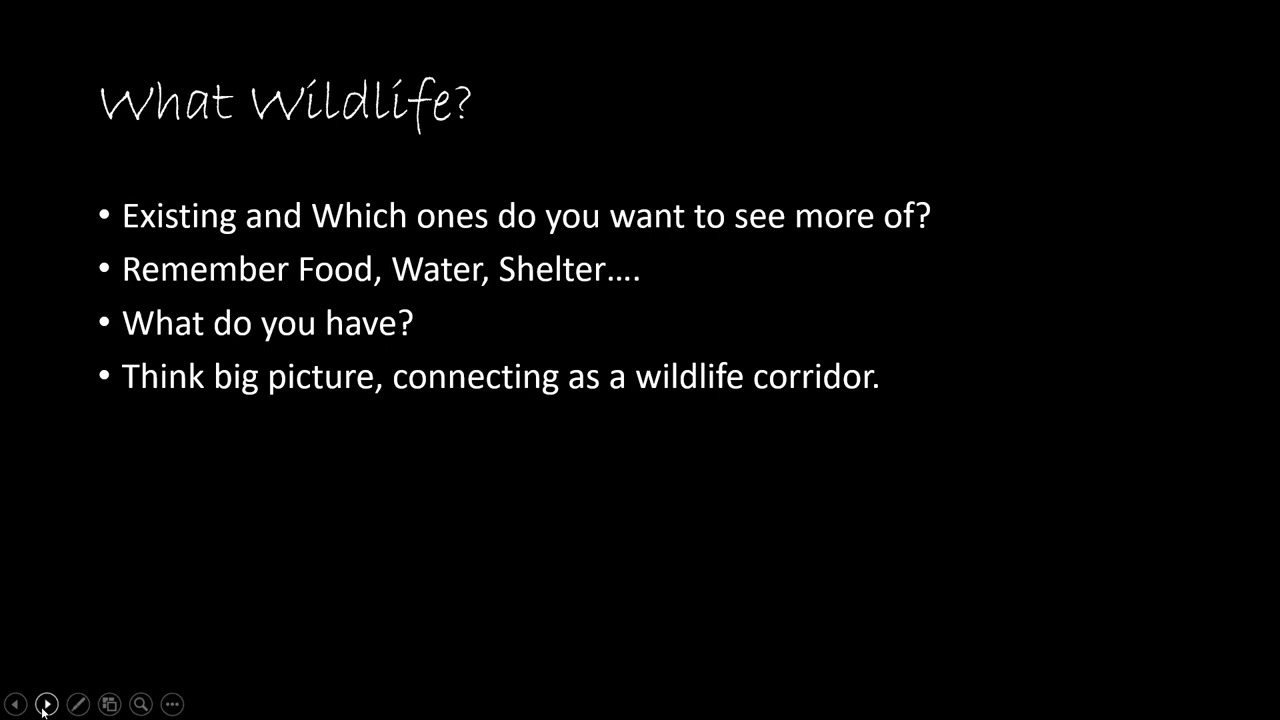 What Wildlife?
• Existing and Which ones do you want to see more of?
• Remember Food, Water, Shelter….
• What do you have?
• Think big picture, connecting as a wildlife corridor.